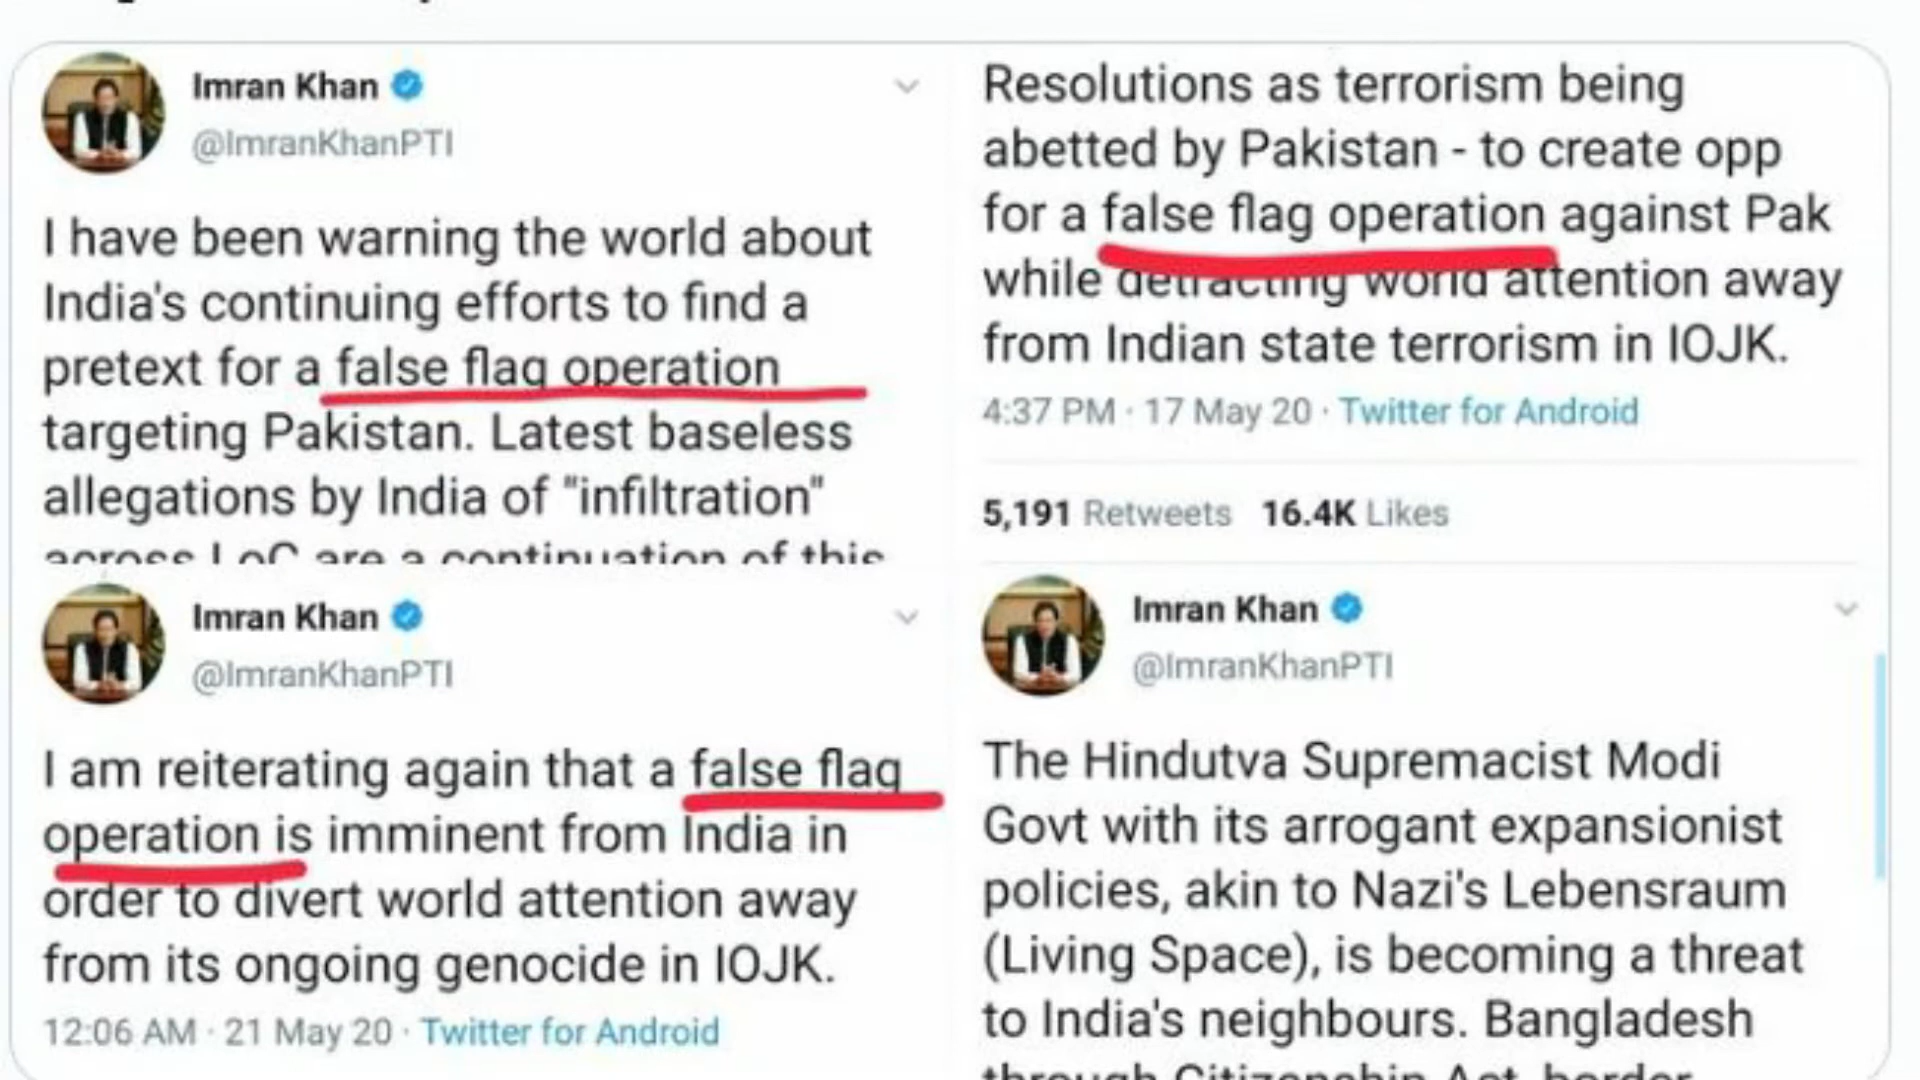 Imran Khan
@ImranKhanPTI
I have been warning the world about
India's continuing efforts to find a
pretext for a false flag operation
targeting Pakistan. Latest baseless
allegations by India of "infiltration"
across LoC are a continuation of this
Resolutions as terrorism being
abetted by Pakistan - to create opp
for a false flag operation against Pak
while detracting world attention away
from Indian state terrorism in IOJK.
4:37 PM · 17 May 20 · Twitter for Android
5,191 Retweets 16.4K Likes
Imran Khan
@ImranKhanPTI
I am reiterating again that a false flag
operation is imminent from India in
order to divert world attention away
from its ongoing genocide in IOJK.
12:06 AM · 21 May 20 · Twitter for Android
Imran Khan
@ImranKhanPTI
The Hindutva Supremacist Modi
Govt with its arrogant expansionist
policies, akin to Nazi's Lebensraum
(Living Space), is becoming a threat
to India's neighbours. Bangladesh
through Citizenship Act, border